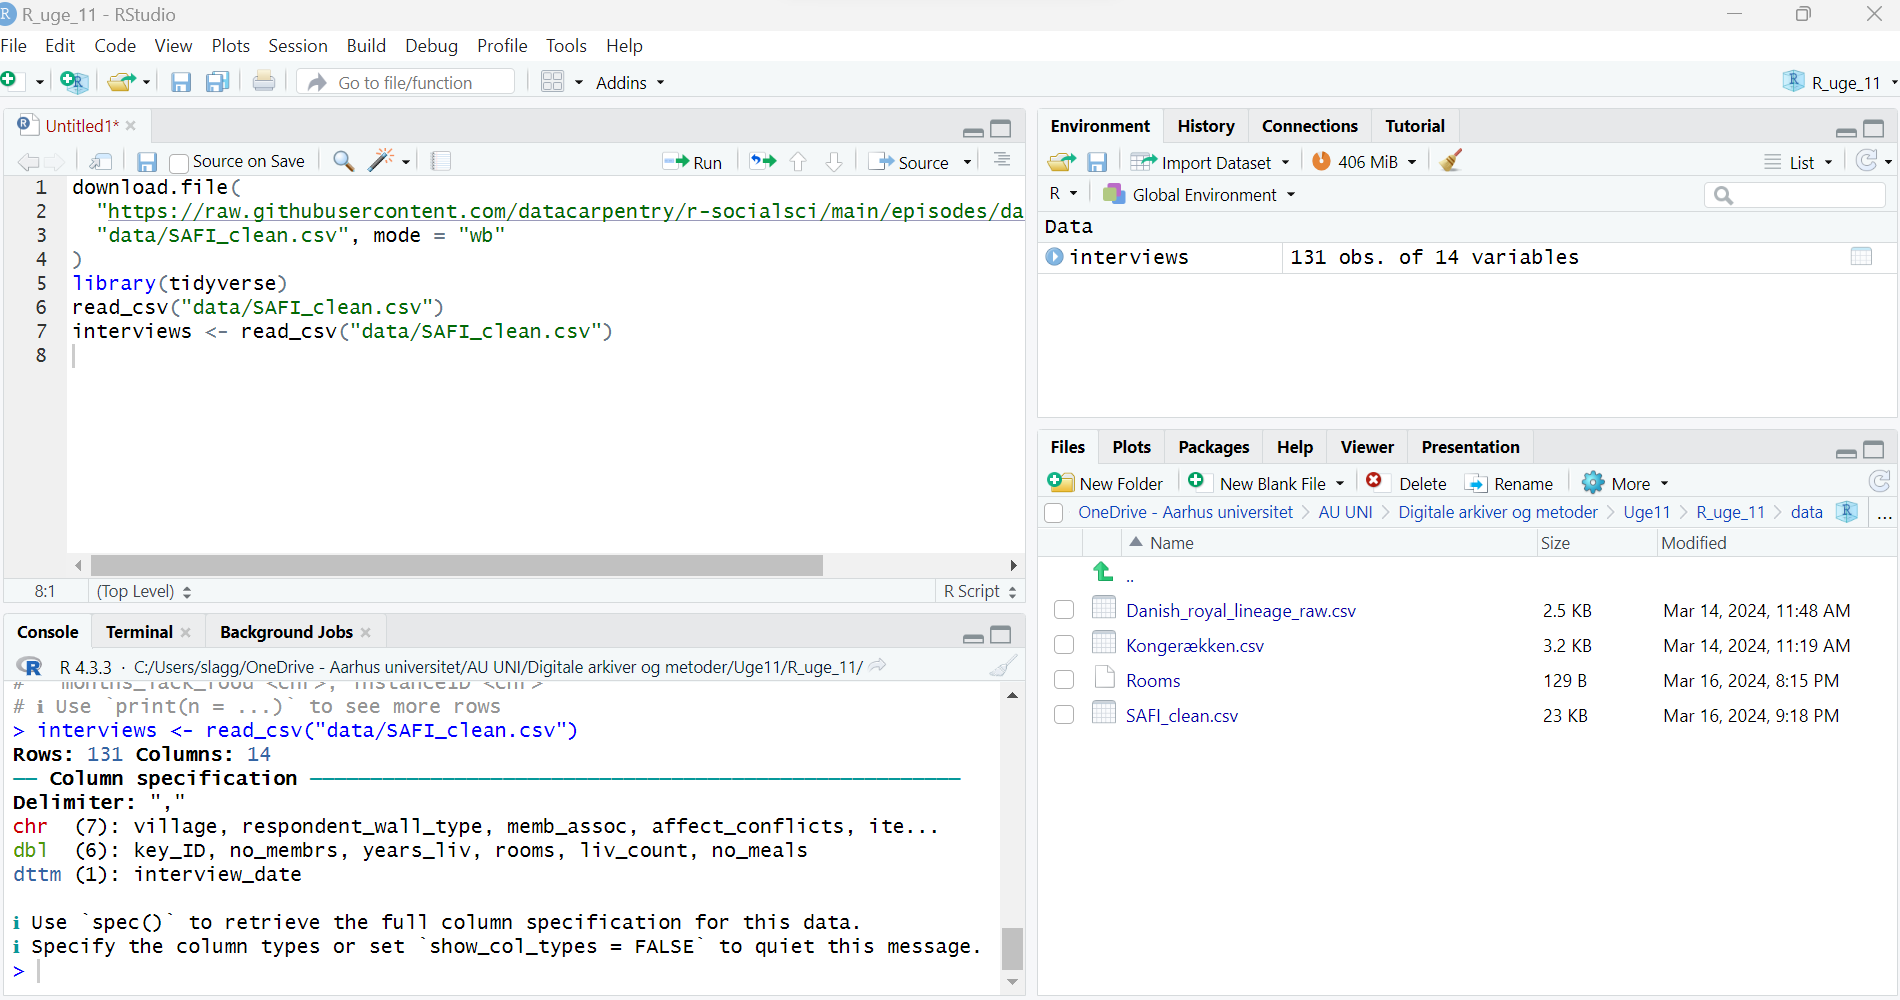 R_uge_11 - RStudio
File Edit Code View Plots Session Build Debug Profile Tools Help
Go to file/function Addins R_uge_11
Untitled1*
Source on Save Run Source
1 download.file(
2 "https://raw.githubusercontent.com/datacarpentry/r-socialsci/main/episodes/da
3 "data/SAFI_clean.csv", mode = "wb"
4 )
5 library(tidyverse)
6 read_csv("data/SAFI_clean.csv")
7 interviews <- read_csv("data/SAFI_clean.csv")
8
8:1 (Top Level) R Script
Console Terminal Background Jobs
R 4.3.3 · C:/Users/slagg/OneDrive - Aarhus universitet/AU UNI/Digitale arkiver og metoder/Uge11/R_uge_11/
# months_lack_food <chr>, instanceID <chr>
# ℹ Use `print(n = ...)` to see more rows
> interviews <- read_csv("data/SAFI_clean.csv")
Rows: 131 Columns: 14
── Column specification ──────────────────────────
Delimiter: ","
chr (7): village, respondent_wall_type, memb_assoc, affect_conflicts, ite...
dbl (6): key_ID, no_membrs, years_liv, rooms, liv_count, no_meals
dttm (1): interview_date
ℹ Use `spec()` to retrieve the full column specification for this data.
ℹ Specify the column types or set `show_col_types = FALSE` to quiet this message.
>
Environment History Connections Tutorial
Import Dataset 406 MiB List
R Global Environment
Data
interviews 131 obs. of 14 variables
Files Plots Packages Help Viewer Presentation
New Folder New Blank File Delete Rename More
OneDrive - Aarhus universitet > AU UNI > Digitale arkiver og metoder > Uge11 > R_uge_11 > data ...
Name Size Modified
..
Danish_royal_lineage_raw.csv 2.5 KB Mar 14, 2024, 11:48 AM
Kongerækken.csv 3.2 KB Mar 14, 2024, 11:19 AM
Rooms 129 B Mar 16, 2024, 8:15 PM
SAFI_clean.csv 23 KB Mar 16, 2024, 9:18 PM